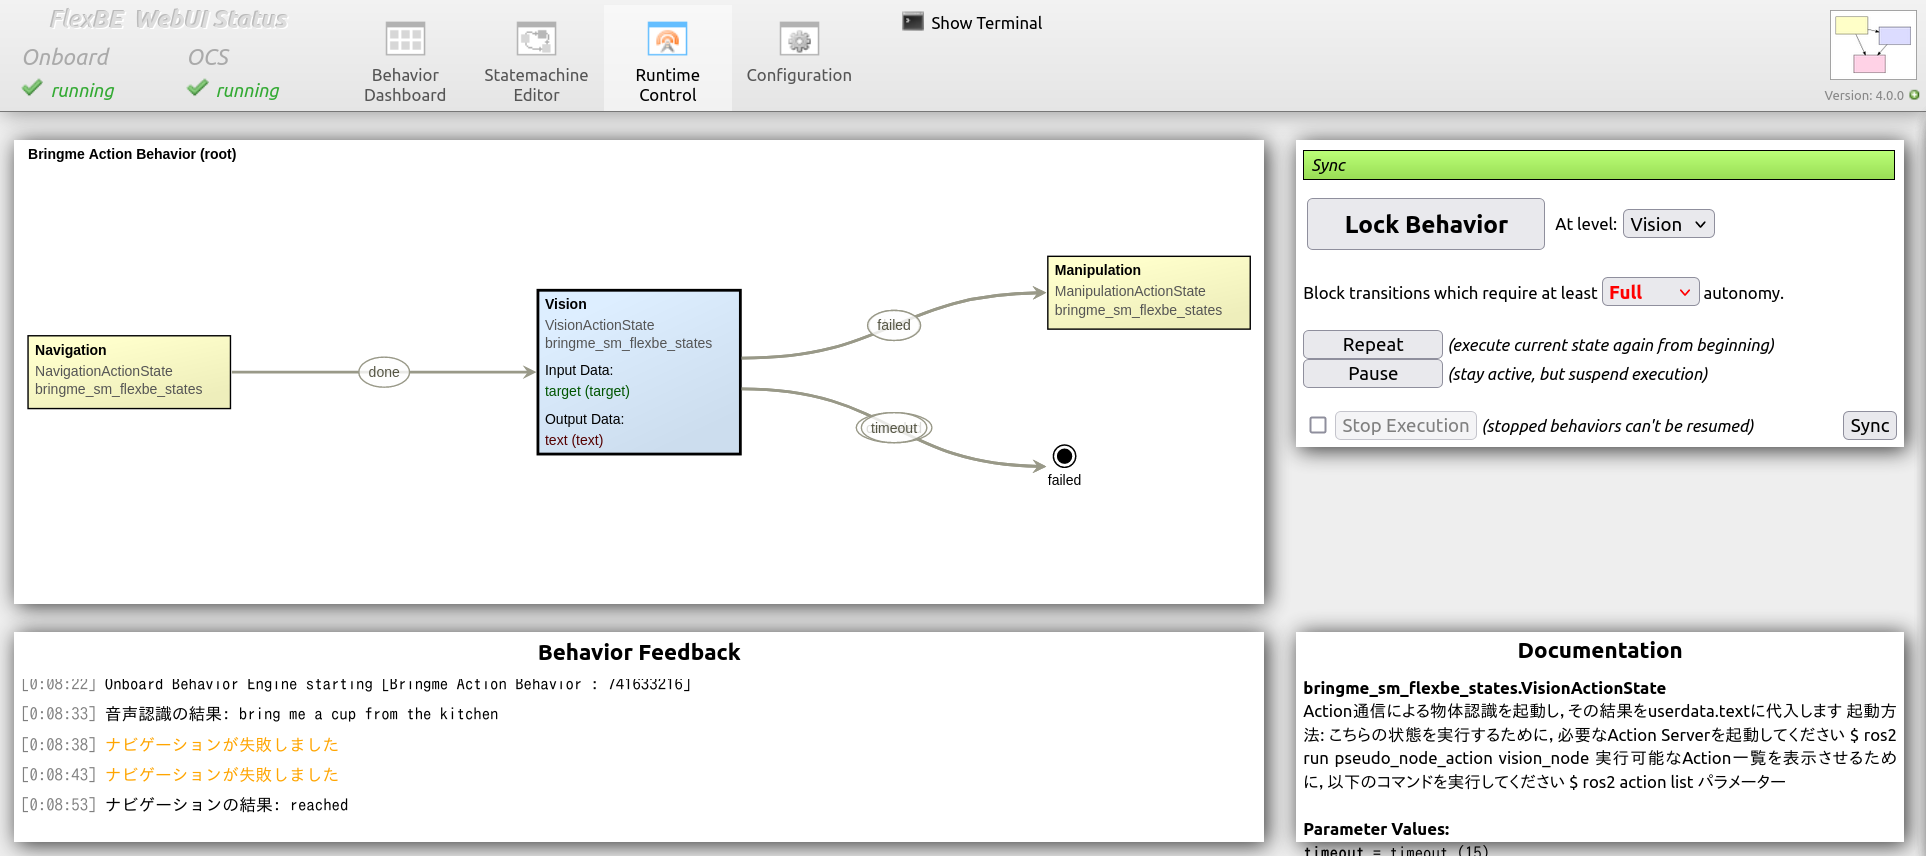 FlexBE WebUI Status
Onboard
OCS
running
running
Behavior
Dashboard
Statemachine
Editor
Runtime
Control
Configuration
Show Terminal
Version: 4.0.0
Bringme Action Behavior (root)
Navigation
NavigationActionState
bringme_sm_flexbe_states
done
Vision
VisionActionState
bringme_sm_flexbe_states
Input Data:
target (target)
Output Data:
text (text)
failed
timeout
Manipulation
ManipulationActionState
bringme_sm_flexbe_states
failed
Sync
Lock Behavior
At level: Vision
Block transitions which require at least Full autonomy.
Repeat (execute current state again from beginning)
Pause (stay active, but suspend execution)
Stop Execution (stopped behaviors can't be resumed)
Sync
Behavior Feedback
[0:08:22] Onboard Behavior Engine starting [Bringme Action Behavior : 741633216]
[0:08:33] 音声認識の結果: bring me a cup from the kitchen
[0:08:38] ナビゲーションが失敗しました
[0:08:43] ナビゲーションが失敗しました
[0:08:53] ナビゲーションの結果: reached
Documentation
bringme_sm_flexbe_states.VisionActionState
Action通信による物体認識を起動し, その結果をuserdata.textに代入します 起動方
法: こちらの状態を実行するために, 必要なAction Serverを起動してください $ ros2
run pseudo_node_action vision_node 実行可能なAction一覧を表示させるため
に, 以下のコマンドを実行してください $ ros2 action list パラメーター
Parameter Values:
timeout = timeout (15)